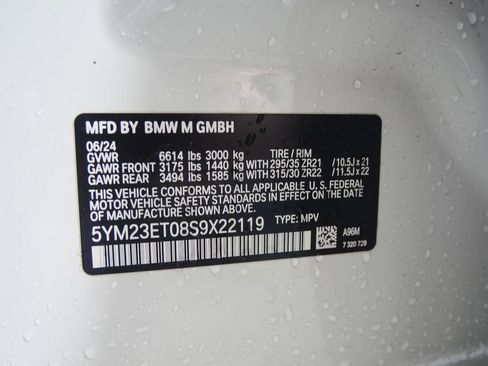 MFD BY BMW M GMBH
06/24 TIRE / RIM
GVWR 6614 lbs 3000 kg
GAWR FRONT 3175 lbs 1440 kg WITH 295/35 ZR21 / 10.5J x 21
GAWR REAR 3494 lbs 1585 kg WITH 315/30 ZR22 / 11.5J x 22
THIS VEHICLE CONFORMS TO ALL APPLICABLE U. S. FEDERAL
MOTOR VEHICLE SAFETY STANDARDS IN EFFECT ON THE
DATE OF MANUFACTURE SHOWN ABOVE.
5YM23ET08S9X22119 TYPE: MPV
A96M
7 320 729